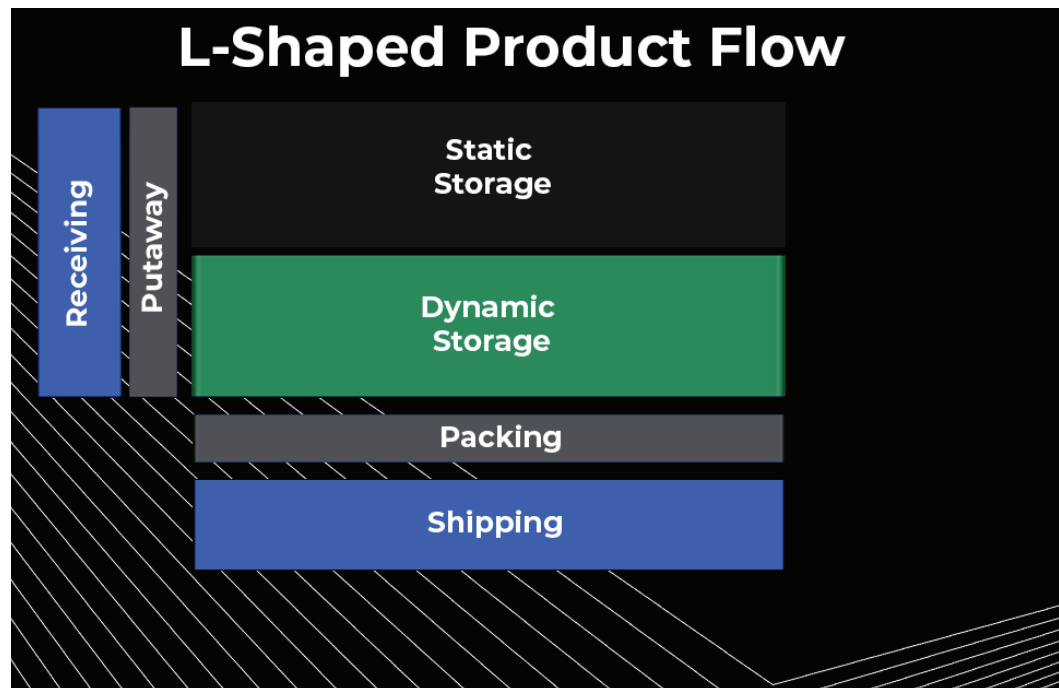 L-Shaped Product Flow
Receiving
Putaway
Static
Storage
Dynamic
Storage
Packing
Shipping